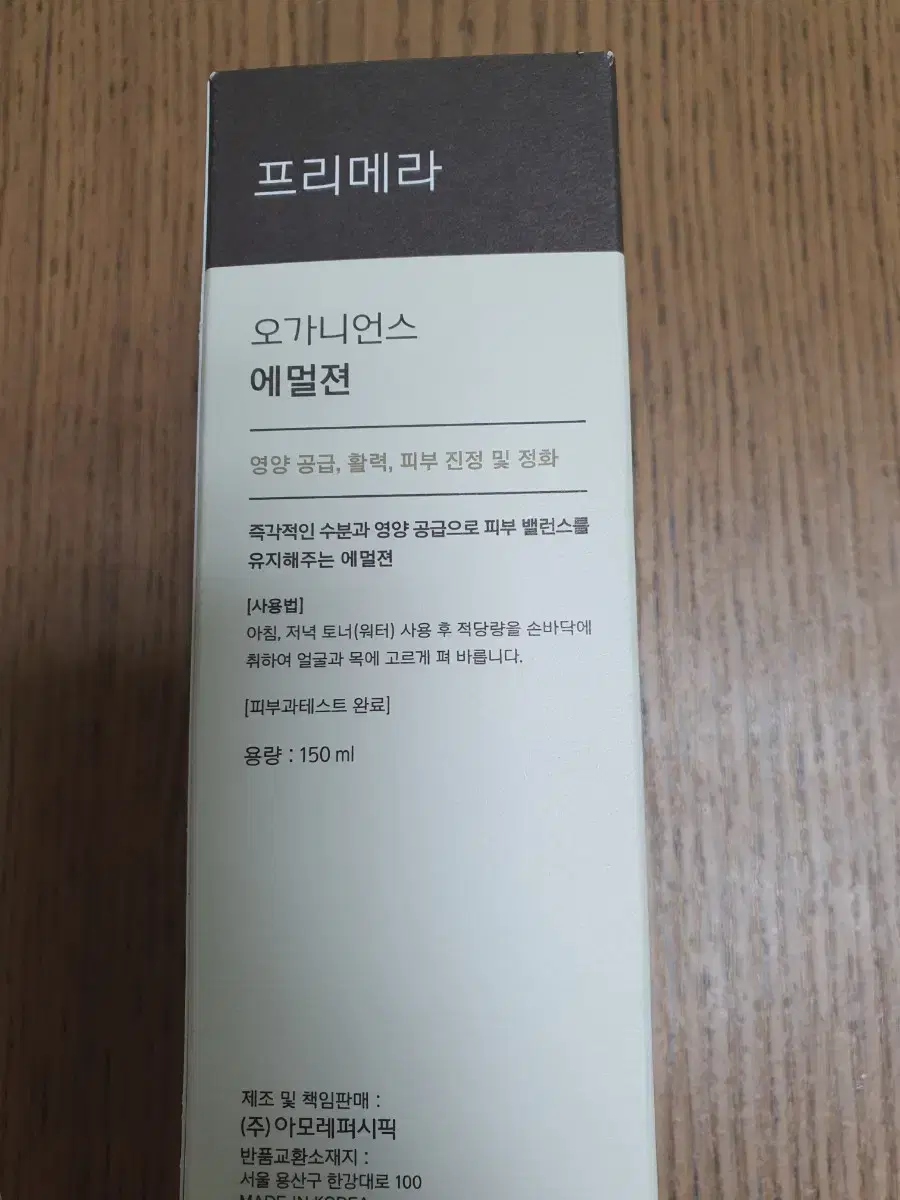 프리메라
오가니언스
에멀젼
영양 공급, 활력, 피부 진정 및 정화
즉각적인 수분과 영양 공급으로 피부 밸런스를
유지해주는 에멀젼
[사용법]
아침, 저녁 토너(워터) 사용 후 적당량을 손바닥에
취하여 얼굴과 목에 고르게 펴 바릅니다.
[피부과테스트 완료]
용량 : 150 ml
제조 및 책임판매 :
(주)아모레퍼시픽
반품교환소재지 :
서울 용산구 한강대로 100
MADE IN KOREA